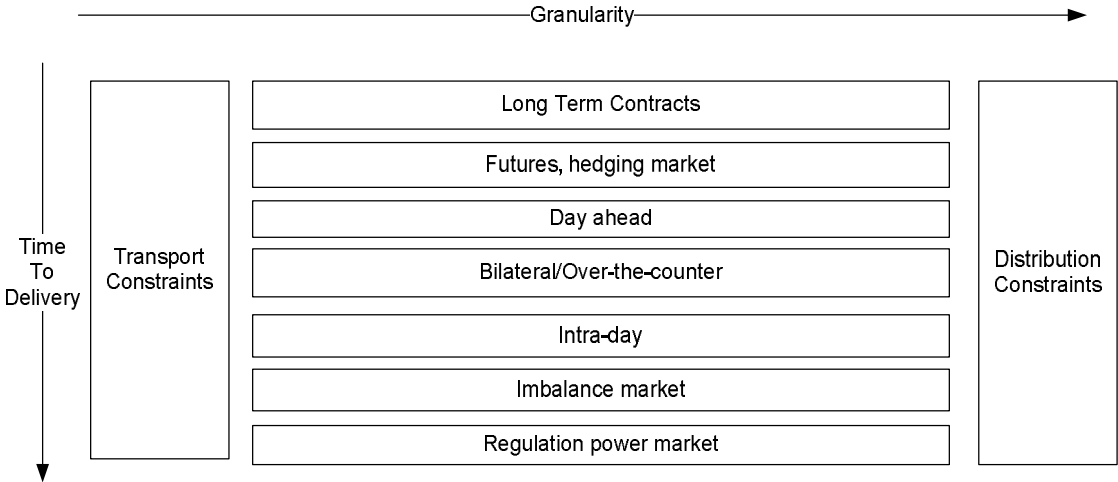 Granularity
Time
To
Delivery
Transport
Constraints
Long Term Contracts
Futures, hedging market
Day ahead
Bilateral/Over-the-counter
Intra-day
Imbalance market
Regulation power market
Distribution
Constraints